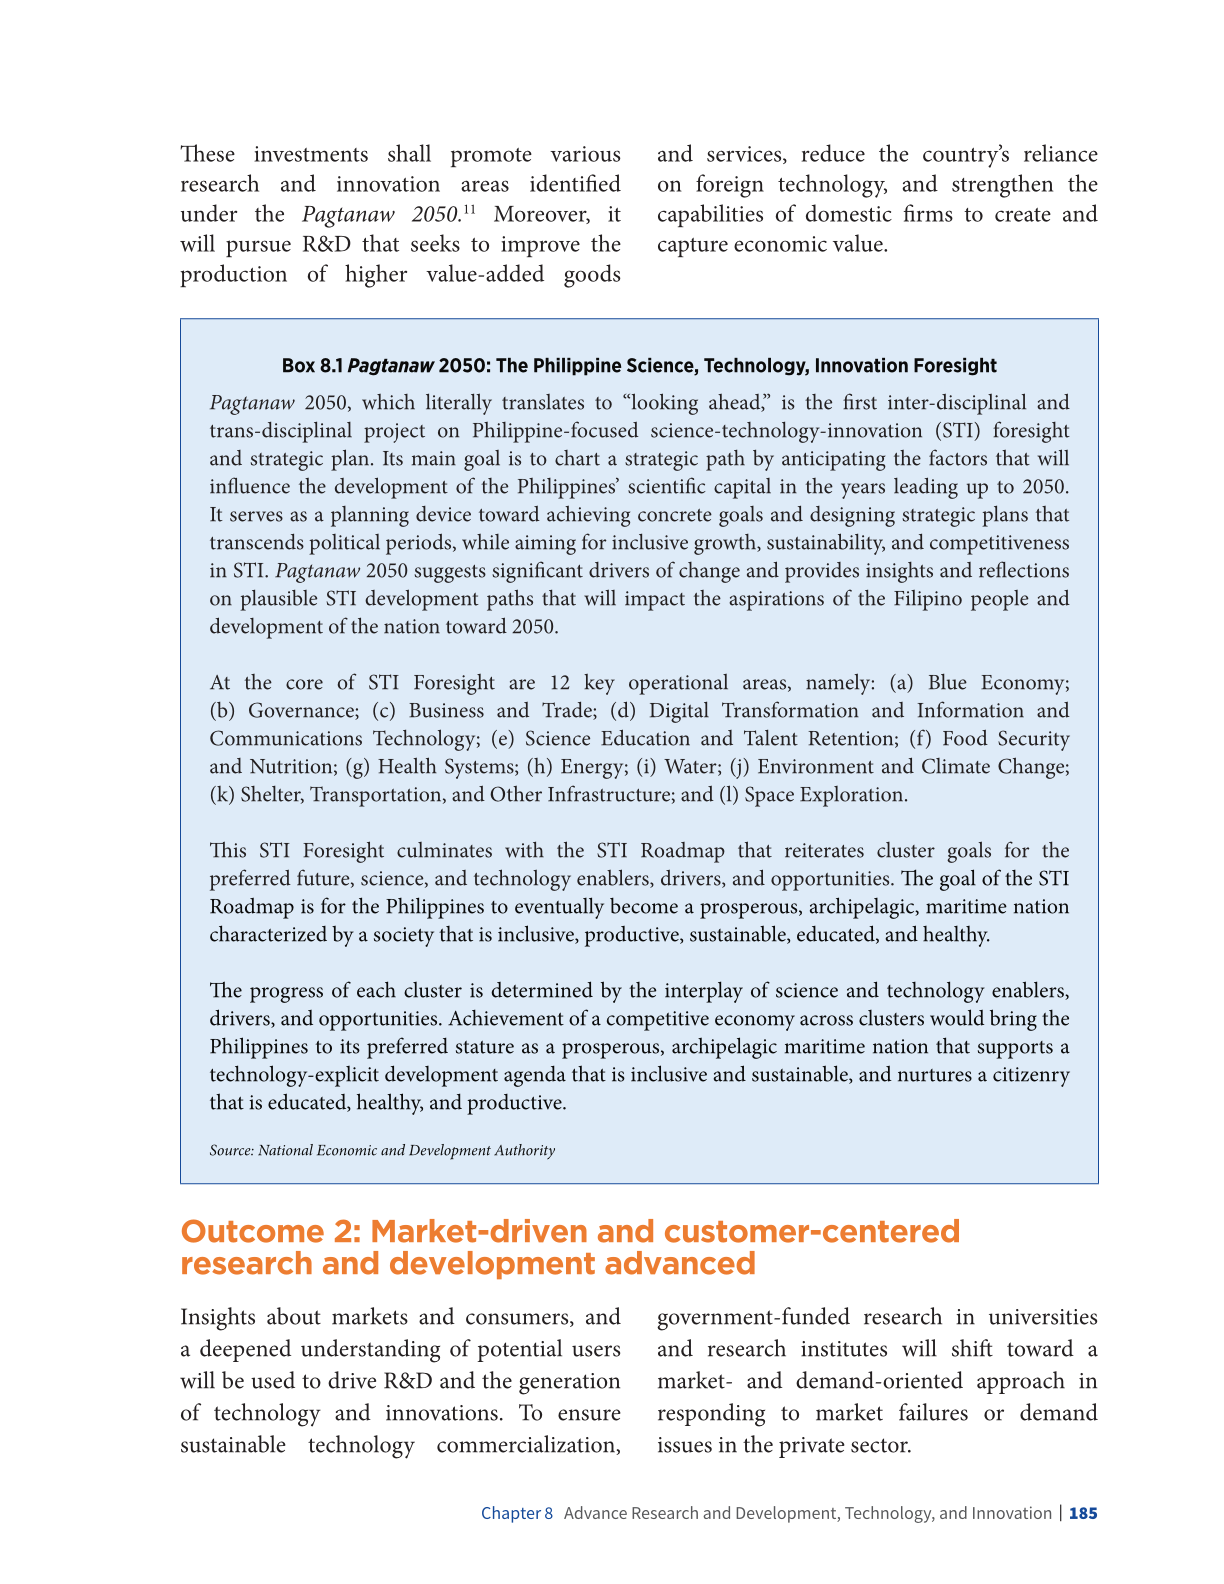 These investments shall promote various
research and innovation areas identified
under the Pagtanaw 2050.11 Moreover, it
will pursue R&D that seeks to improve the
production of higher value-added goods
and services, reduce the country’s reliance
on foreign technology, and strengthen the
capabilities of domestic firms to create and
capture economic value.
Box 8.1 Pagtanaw 2050: The Philippine Science, Technology, Innovation Foresight
Pagtanaw 2050, which literally translates to “looking ahead,” is the first inter-disciplinal and
trans-disciplinal project on Philippine-focused science-technology-innovation (STI) foresight
and strategic plan. Its main goal is to chart a strategic path by anticipating the factors that will
influence the development of the Philippines’ scientific capital in the years leading up to 2050.
It serves as a planning device toward achieving concrete goals and designing strategic plans that
transcends political periods, while aiming for inclusive growth, sustainability, and competitiveness
in STI. Pagtanaw 2050 suggests significant drivers of change and provides insights and reflections
on plausible STI development paths that will impact the aspirations of the Filipino people and
development of the nation toward 2050.
At the core of STI Foresight are 12 key operational areas, namely: (a) Blue Economy;
(b) Governance; (c) Business and Trade; (d) Digital Transformation and Information and
Communications Technology; (e) Science Education and Talent Retention; (f) Food Security
and Nutrition; (g) Health Systems; (h) Energy; (i) Water; (j) Environment and Climate Change;
(k) Shelter, Transportation, and Other Infrastructure; and (l) Space Exploration.
This STI Foresight culminates with the STI Roadmap that reiterates cluster goals for the
preferred future, science, and technology enablers, drivers, and opportunities. The goal of the STI
Roadmap is for the Philippines to eventually become a prosperous, archipelagic, maritime nation
characterized by a society that is inclusive, productive, sustainable, educated, and healthy.
The progress of each cluster is determined by the interplay of science and technology enablers,
drivers, and opportunities. Achievement of a competitive economy across clusters would bring the
Philippines to its preferred stature as a prosperous, archipelagic maritime nation that supports a
technology-explicit development agenda that is inclusive and sustainable, and nurtures a citizenry
that is educated, healthy, and productive.
Source: National Economic and Development Authority
Outcome 2: Market-driven and customer-centered
research and development advanced
Insights about markets and consumers, and
a deepened understanding of potential users
will be used to drive R&D and the generation
of technology and innovations. To ensure
sustainable technology commercialization,
government-funded research in universities
and research institutes will shift toward a
market- and demand-oriented approach in
responding to market failures or demand
issues in the private sector.
Chapter 8 Advance Research and Development, Technology, and Innovation | 185